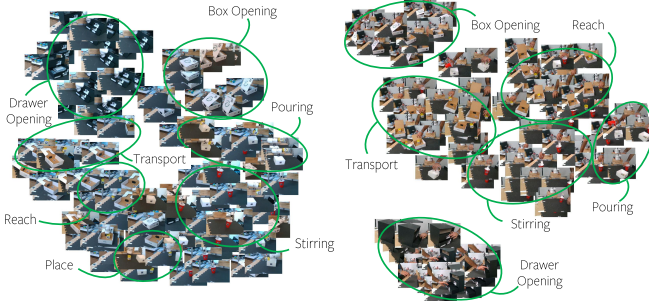 Box Opening
Drawer
Opening
Pouring
Transport
Reach
Stirring
Place
Box Opening
Reach
Transport
Stirring
Pouring
Drawer
Opening